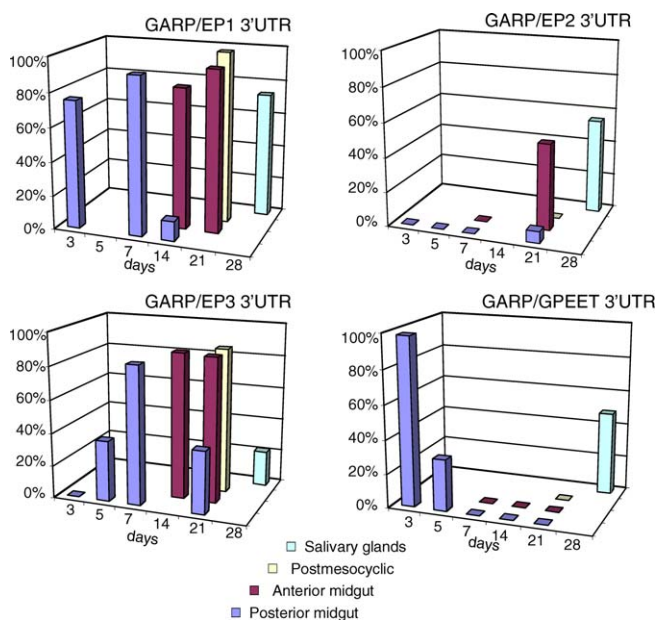 GARP/EP1 3'UTR
100%
80%
60%
40%
20%
0%
3 5 7 14 21 28
days
GARP/EP2 3'UTR
100%
80%
60%
40%
20%
0%
3 5 7 14 21 28
days
GARP/EP3 3'UTR
100%
80%
60%
40%
20%
0%
3 5 7 14 21 28
days
GARP/GPEET 3'UTR
100%
80%
60%
40%
20%
0%
3 5 7 14 21 28
days
Salivary glands
Postmesocyclic
Anterior midgut
Posterior midgut